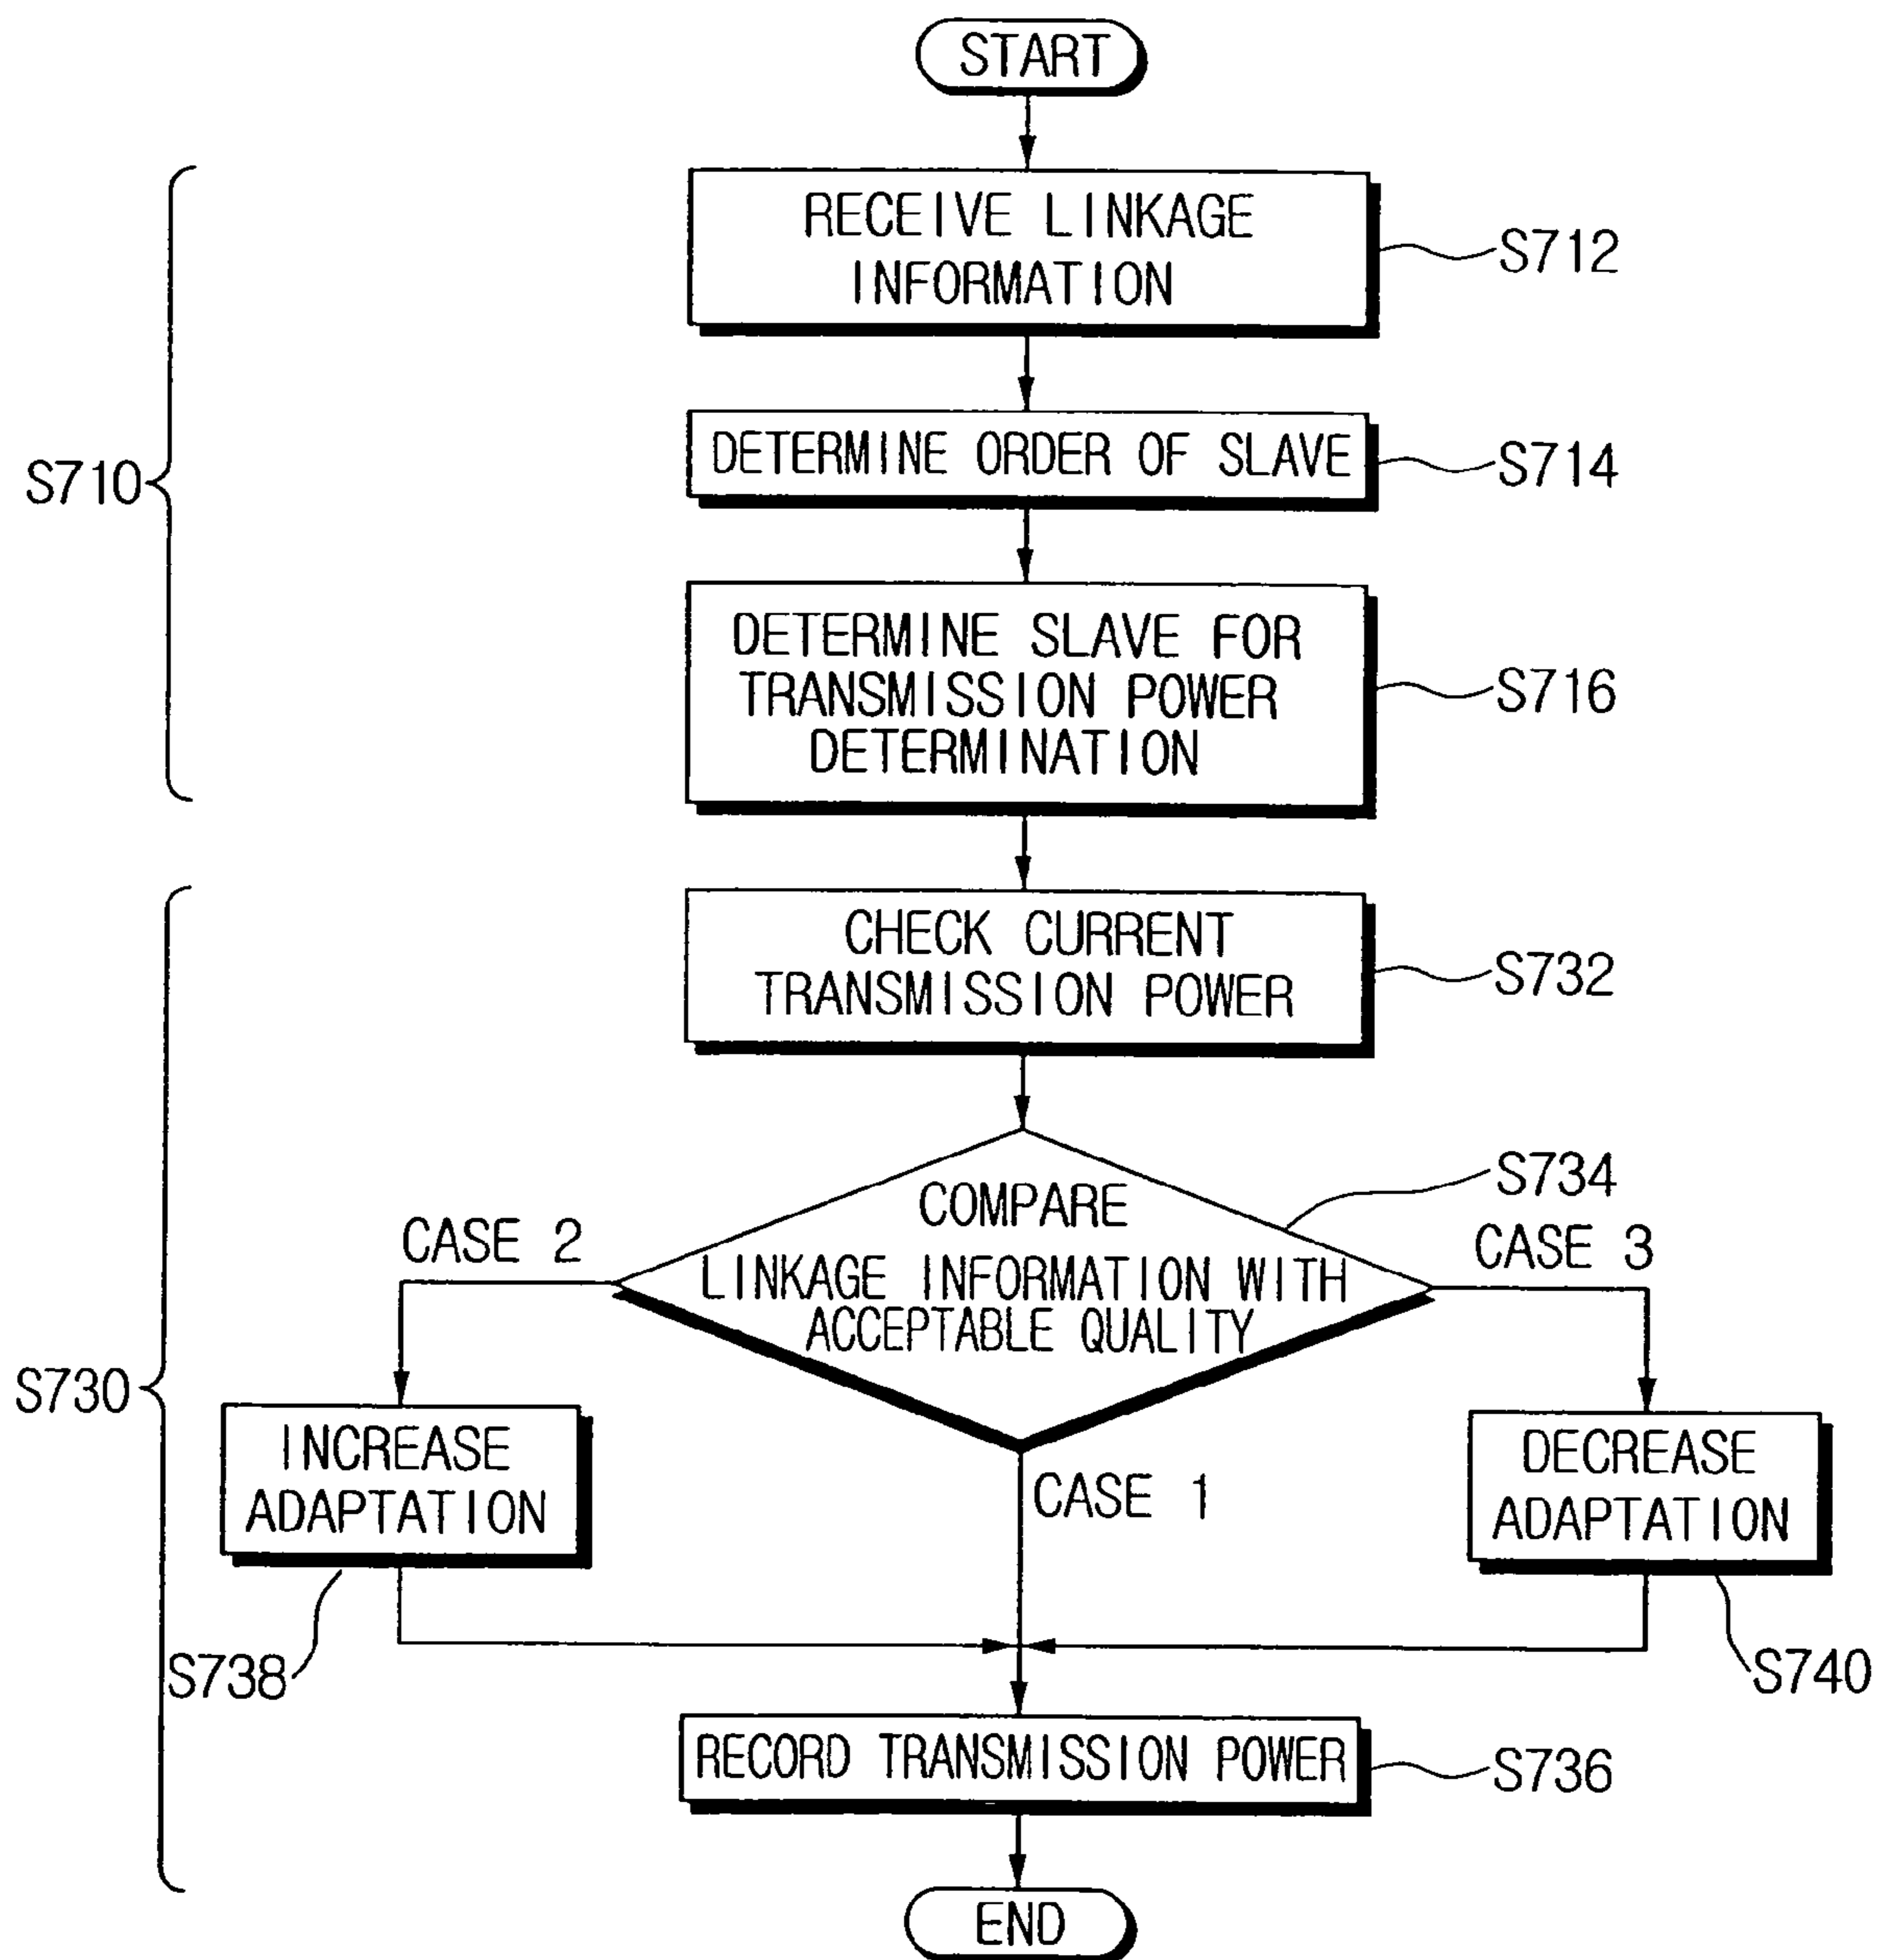 START
RECEIVE LINKAGE
INFORMATION
S712
DETERMINE ORDER OF SLAVE
S714
S710
DETERMINE SLAVE FOR
TRANSMISSION POWER
DETERMINATION
S716
CHECK CURRENT
TRANSMISSION POWER
S732
S734
COMPARE
LINKAGE INFORMATION WITH
ACCEPTABLE QUALITY
CASE 2
CASE 3
S730
INCREASE
ADAPTATION
CASE 1
DECREASE
ADAPTATION
S738
S740
RECORD TRANSMISSION POWER
S736
END